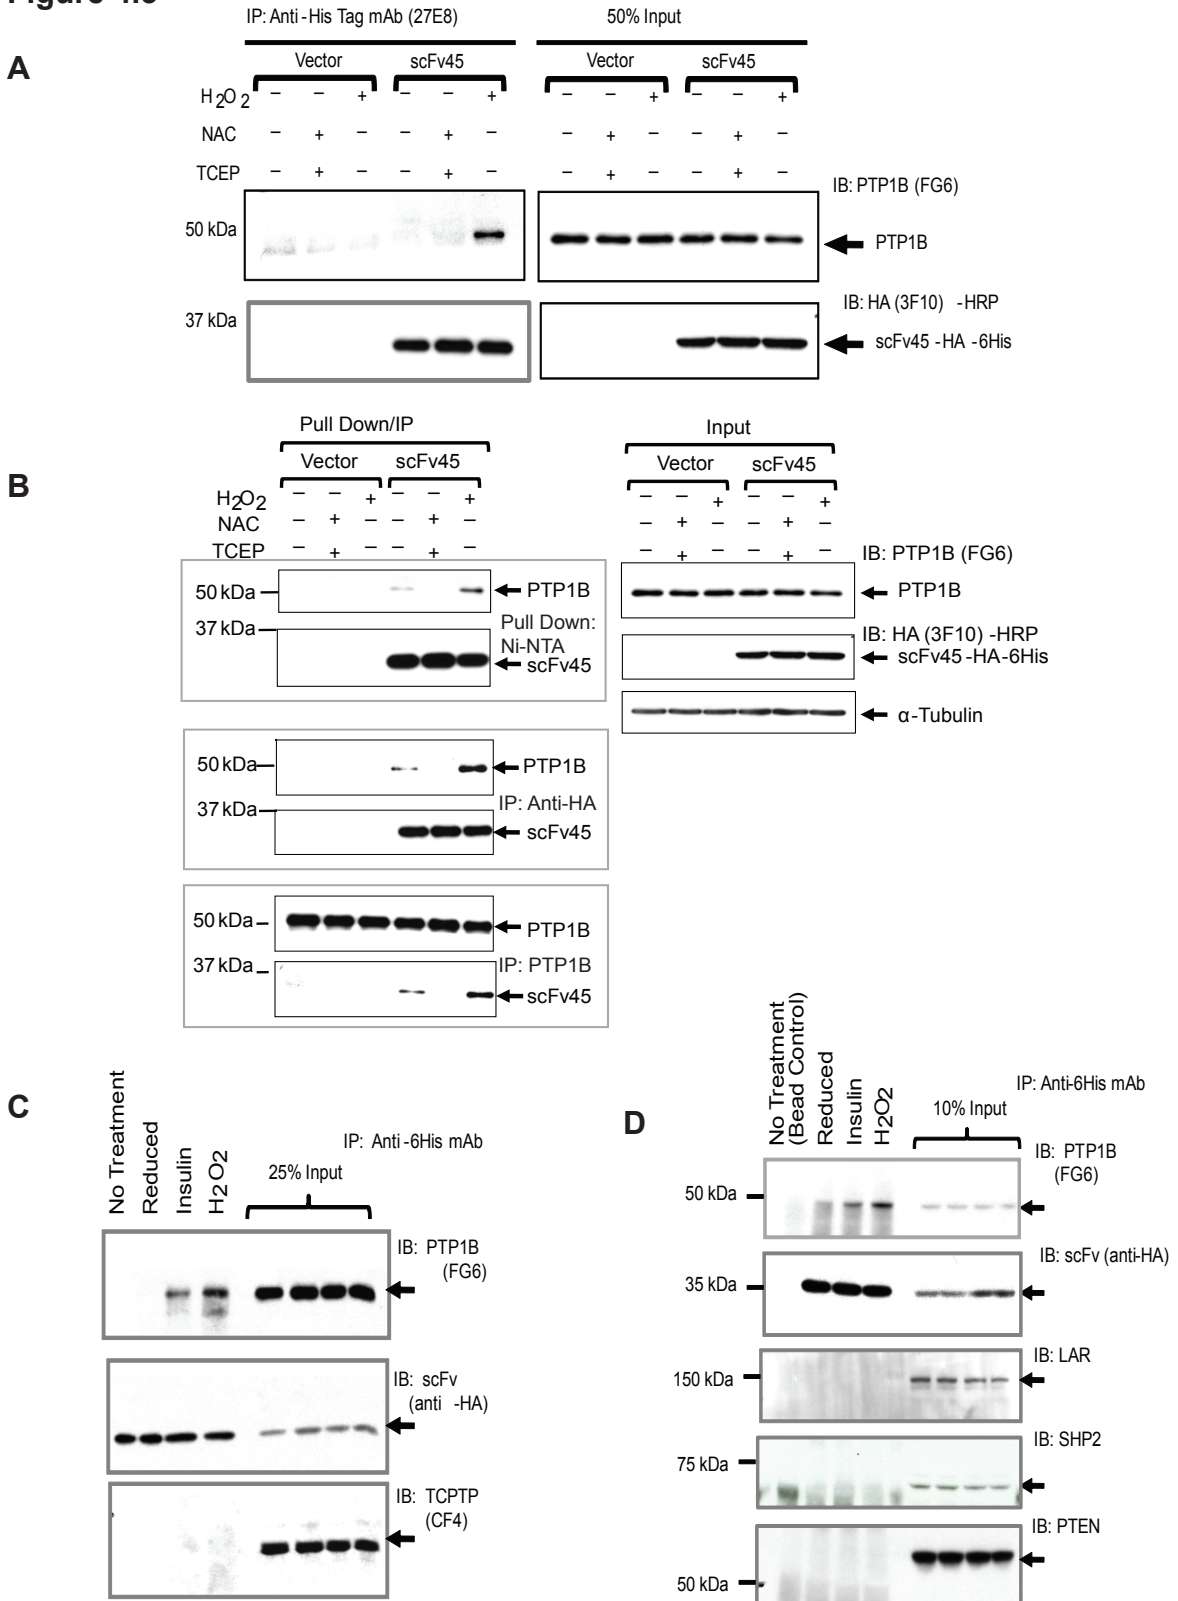 IP: Anti-His Tag mAb (27E8)
50% Input
A
Vector
scFv45
Vector
scFv45
H2O2 – – + – – + – – + – – +
NAC – + – – + – – + – – + –
TCEP – + – – + – – + – – + –
IB: PTP1B (FG6)
50 kDa
PTP1B
IB: HA (3F10) -HRP
37 kDa
scFv45 -HA -6His
Pull Down/IP
Input
Vector
scFv45
Vector
scFv45
B
H2O2 – – + – – + – – + – – +
NAC – + – – + – – + – – + –
TCEP – + – – + – – + – – + –
IB: PTP1B (FG6)
50 kDa
PTP1B
PTP1B
37 kDa
Pull Down:
Ni-NTA
scFv45
IB: HA (3F10) -HRP
scFv45 -HA-6His
α-Tubulin
50 kDa
PTP1B
37 kDa
IP: Anti-HA
scFv45
50 kDa
PTP1B
37 kDa
IP: PTP1B
scFv45
C
No Treatment
Reduced
Insulin
H2O2
IP: Anti -6His mAb
25% Input
IB: PTP1B
(FG6)
IB: scFv
(anti -HA)
IB: TCPTP
(CF4)
D
No Treatment
(Bead Control)
Reduced
Insulin
H2O2
IP: Anti-6His mAb
10% Input
IB: PTP1B
(FG6)
50 kDa
IB: scFv (anti-HA)
35 kDa
IB: LAR
150 kDa
IB: SHP2
75 kDa
IB: PTEN
50 kDa